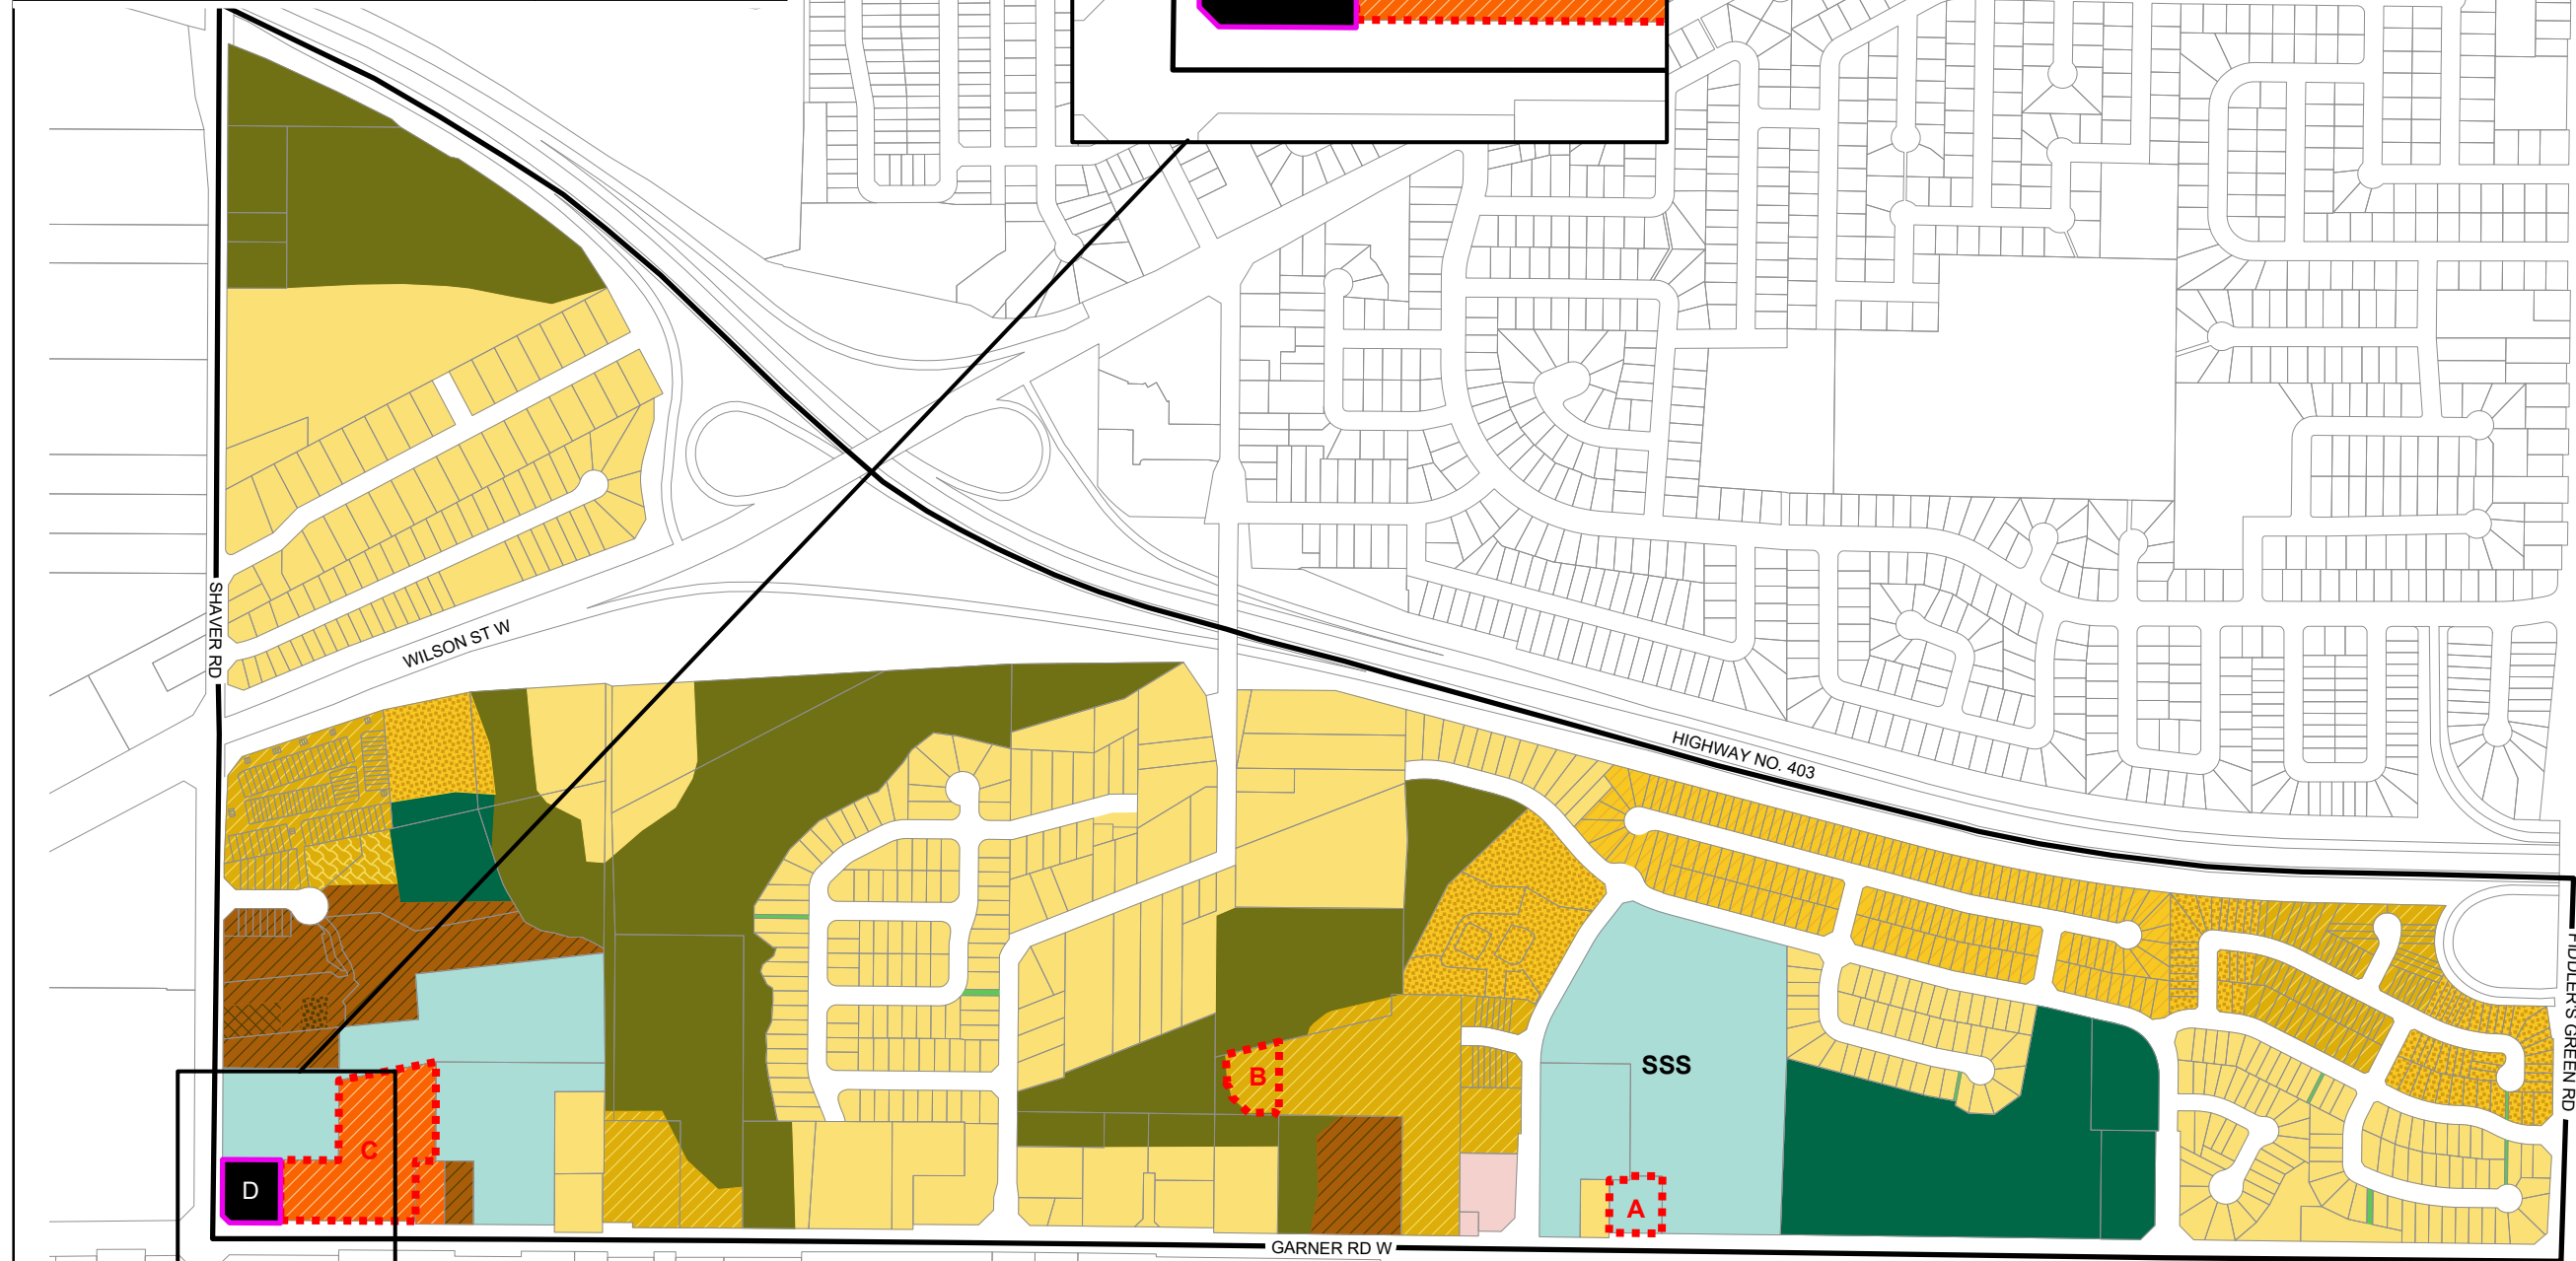 SHAVER RD
WILSON ST W
HIGHWAY NO. 403
FIDDLER'S GREEN RD
SSS
B
C
D
A
GARNER RD W